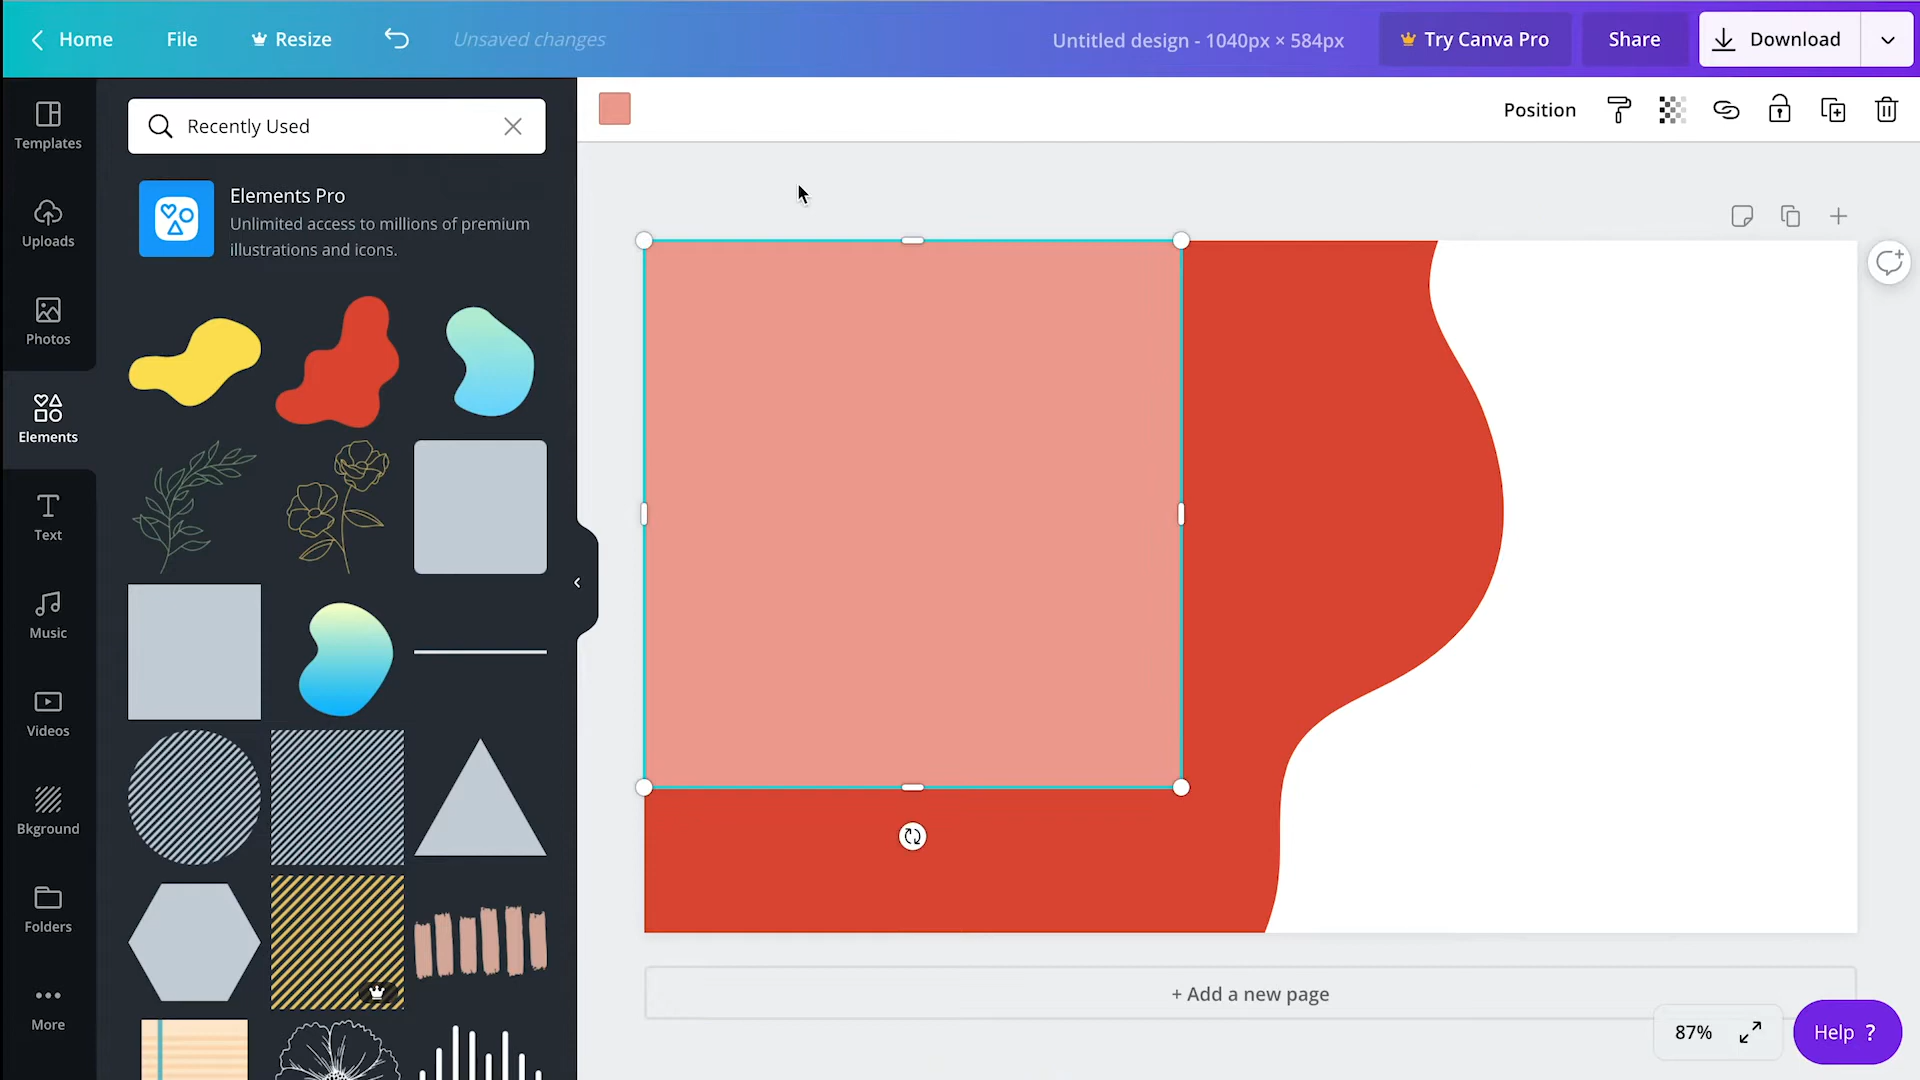 Home
File
Resize
Unsaved changes
Untitled design - 1040px × 584px
Try Canva Pro
Share
Download
Templates
Uploads
Photos
Elements
Text
Music
Videos
Bkground
Folders
More
Recently Used
Elements Pro
Unlimited access to millions of premium
illustrations and icons.
Position
+ Add a new page
87%
Help ?